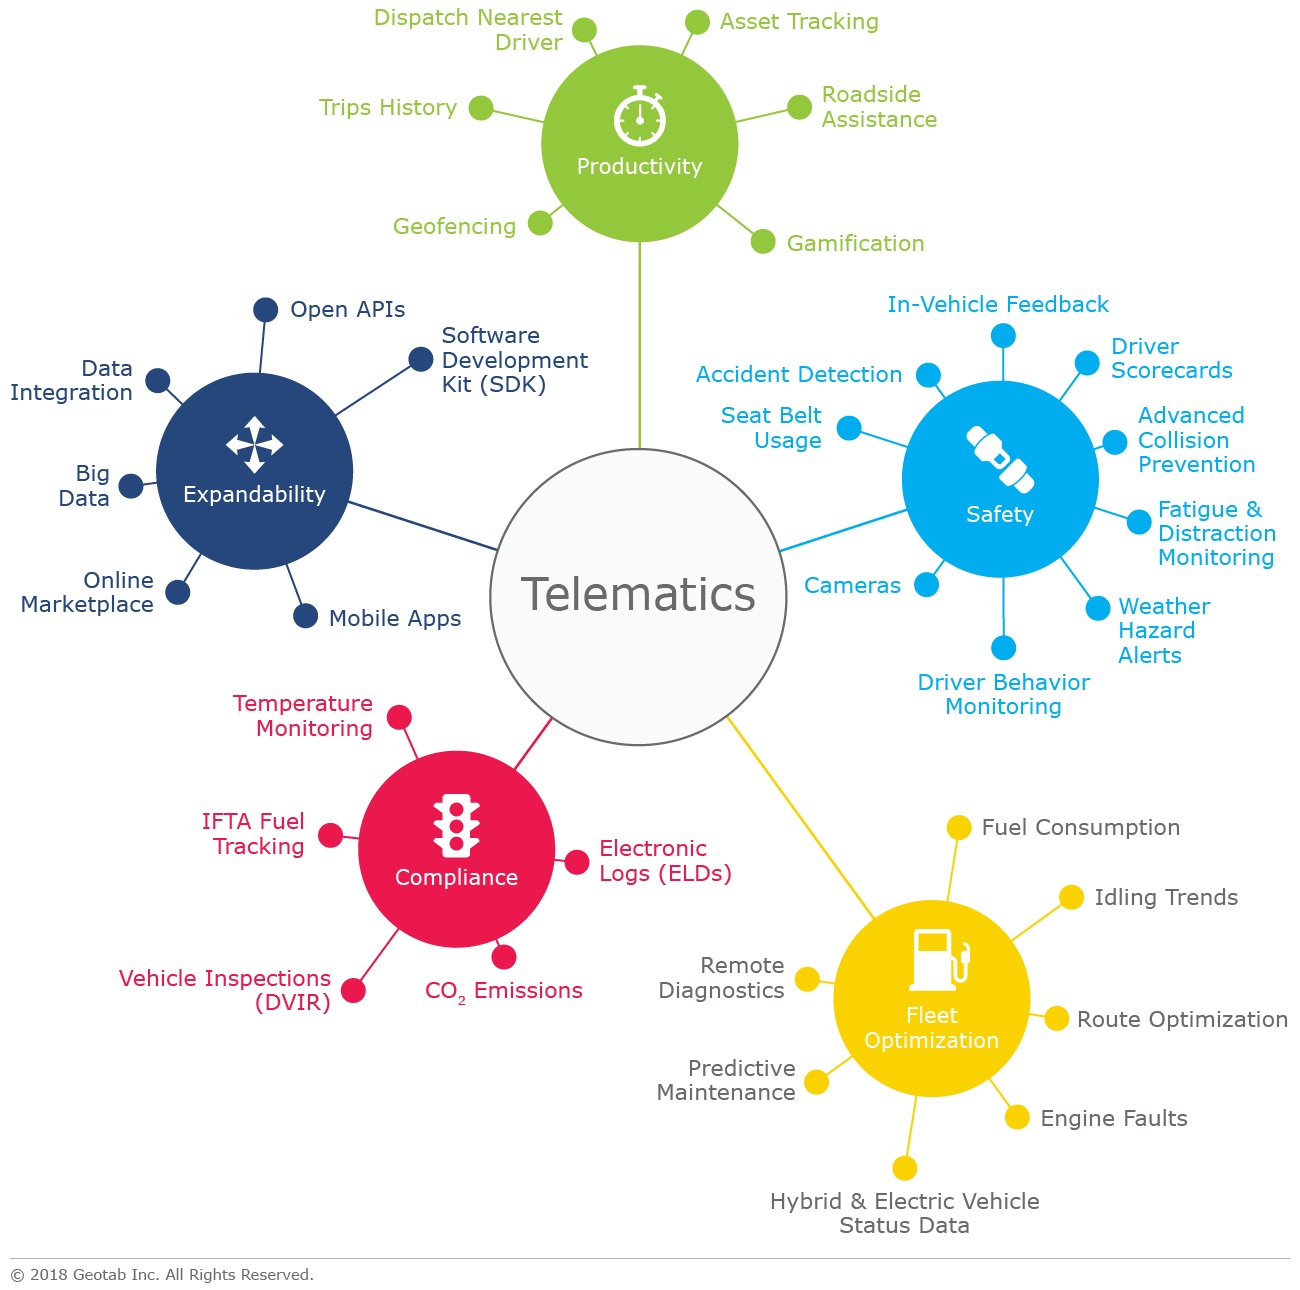 Dispatch Nearest
Driver
Asset Tracking
Trips History
Roadside
Assistance
Productivity
Geofencing
Gamification
Open APIs
Software
Development
Kit (SDK)
Data
Integration
Big
Data
Expandability
Online
Marketplace
Mobile Apps
In-Vehicle Feedback
Driver
Scorecards
Accident Detection
Seat Belt
Usage
Advanced
Collision
Prevention
Safety
Fatigue &
Distraction
Monitoring
Cameras
Weather
Hazard
Alerts
Driver Behavior
Monitoring
Telematics
Temperature
Monitoring
IFTA Fuel
Tracking
Compliance
Electronic
Logs (ELDs)
Vehicle Inspections
(DVIR)
CO₂ Emissions
Fuel Consumption
Idling Trends
Remote
Diagnostics
Fleet
Optimization
Route Optimization
Predictive
Maintenance
Engine Faults
Hybrid & Electric Vehicle
Status Data
© 2018 Geotab Inc. All Rights Reserved.